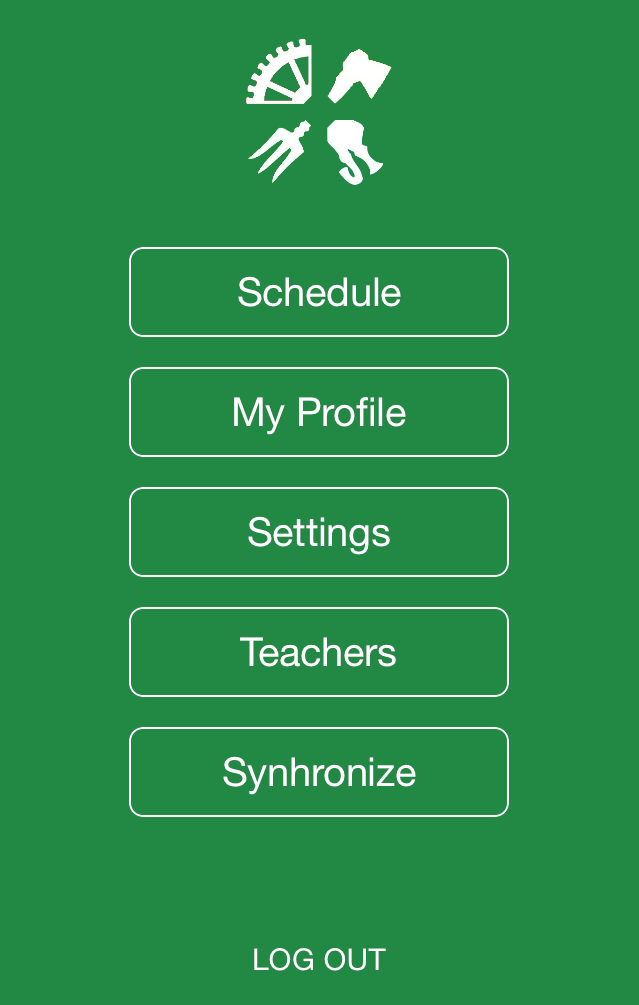 Schedule
My Profile
Settings
Teachers
Synhronize
LOG OUT